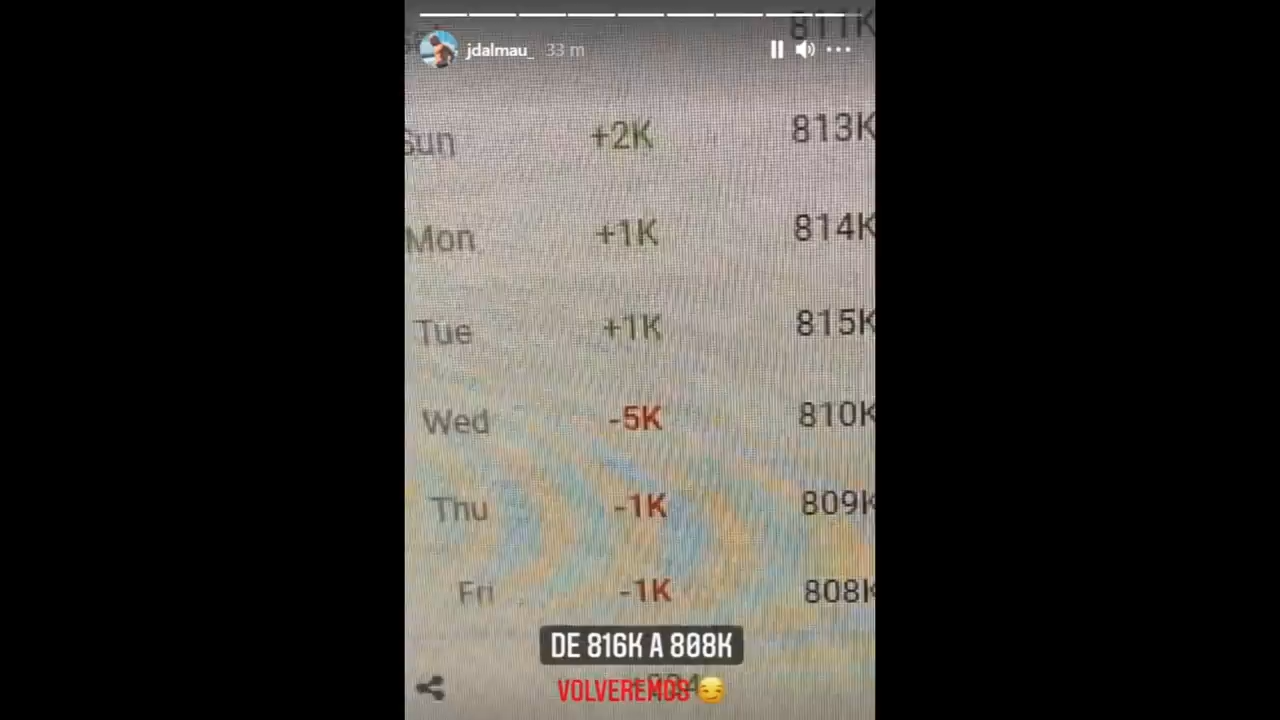 811K
jdalmau_ 33 m
Sun +2K 813K
Mon +1K 814K
Tue +1K 815K
Wed -5K 810K
Thu -1K 809K
Fri -1K 808K
DE 816K A 808K
VOLVEREMOS 😏